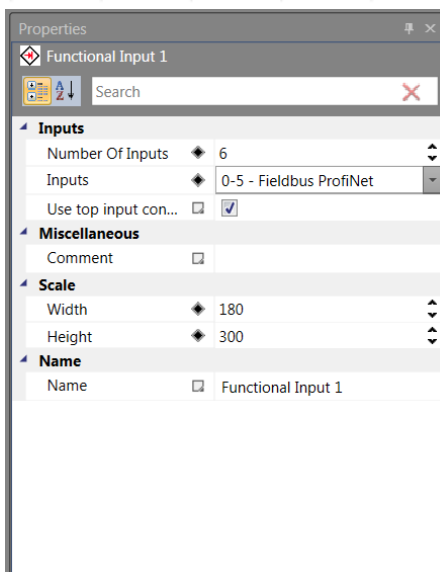 Properties
Functional Input 1
Search
Inputs
Number Of Inputs 6
Inputs 0-5 - Fieldbus ProfiNet
Use top input con...
Miscellaneous
Comment
Scale
Width 180
Height 300
Name
Name Functional Input 1